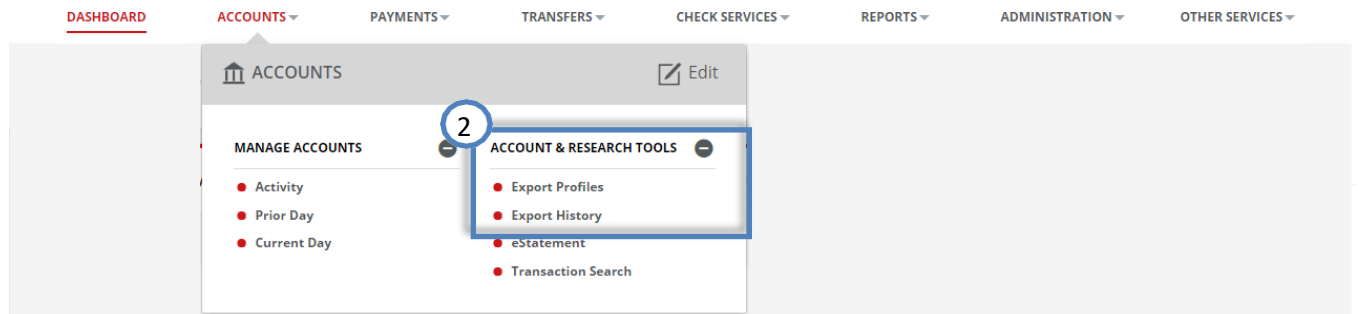 DASHBOARD ACCOUNTS PAYMENTS TRANSFERS CHECK SERVICES REPORTS ADMINISTRATION OTHER SERVICES
ACCOUNTS Edit
2
MANAGE ACCOUNTS ACCOUNT & RESEARCH TOOLS
Activity Export Profiles
Prior Day Export History
Current Day eStatement
Transaction Search